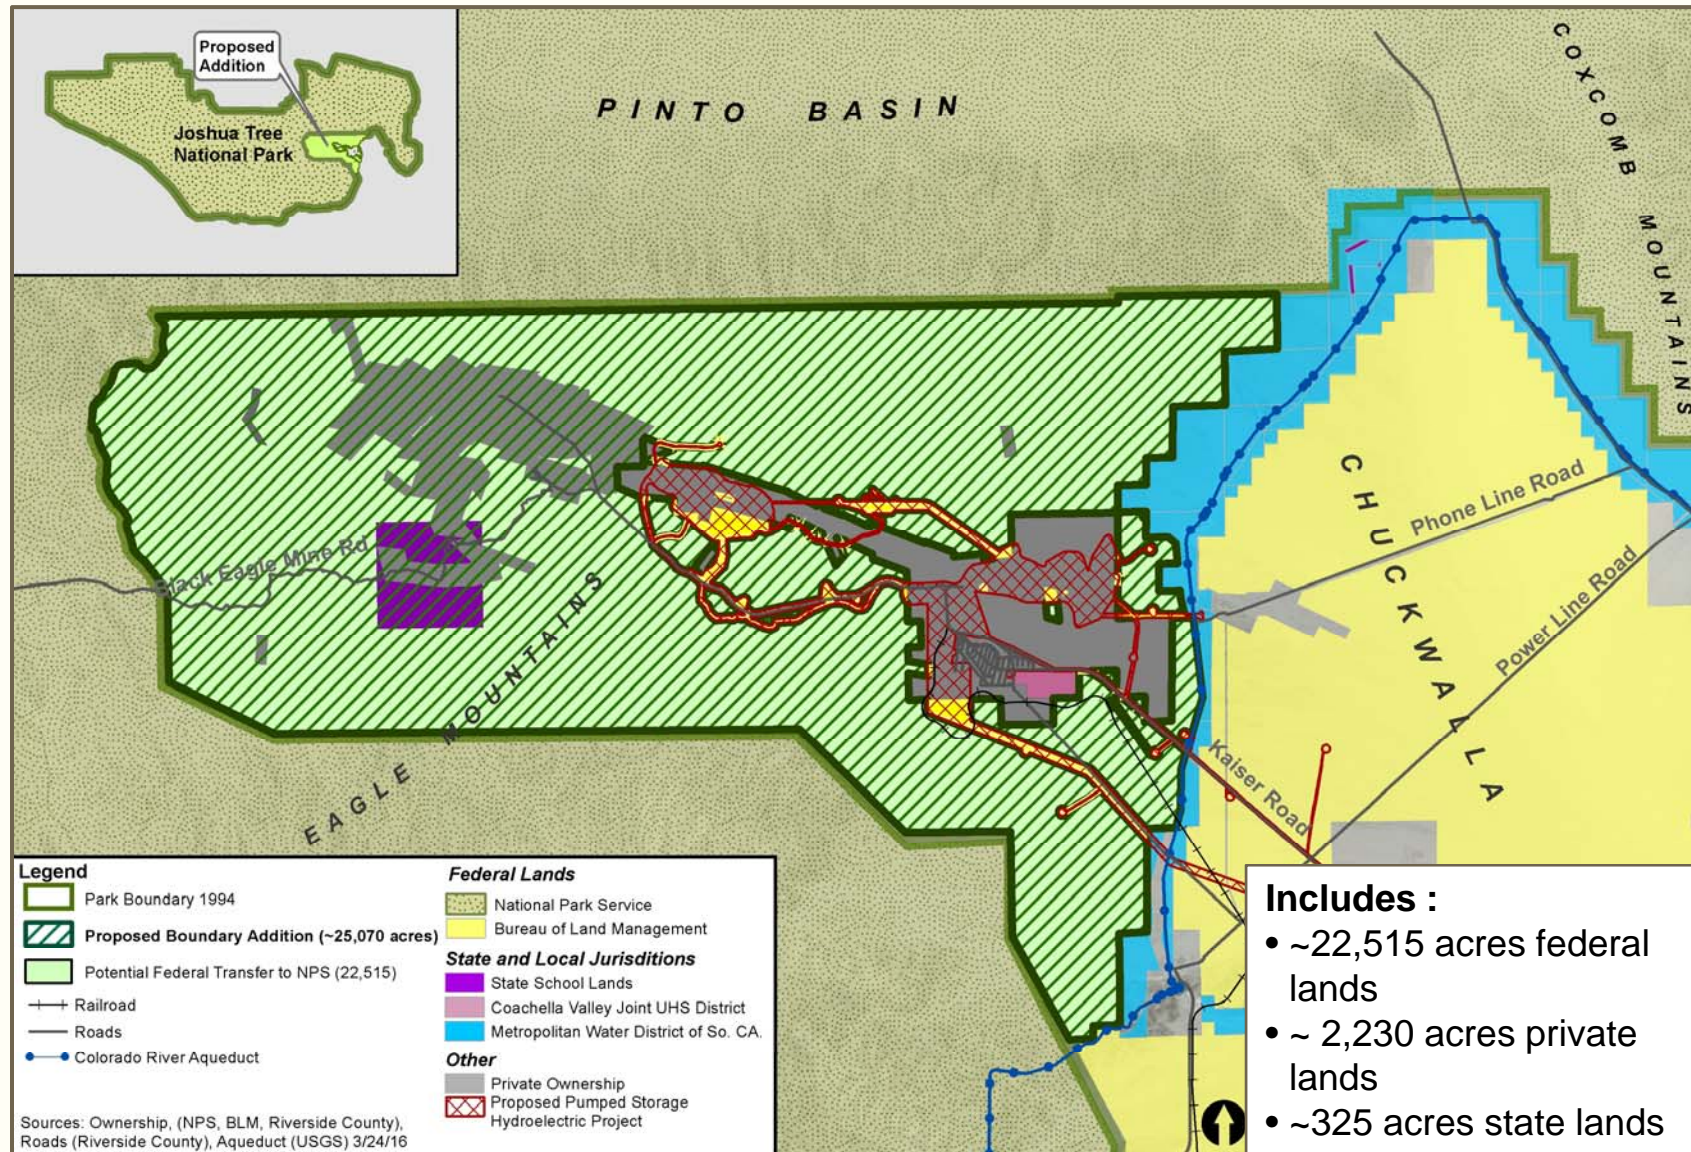 Proposed
Addition
Joshua Tree
National Park
PINTO BASIN
COXCOMB MOUNTAINS
CHUCKWALLA
Phone Line Road
Power Line Road
Black Eagle Mine Rd
EAGLE MOUNTAINS
Kaiser Road
Legend
Park Boundary 1994
Proposed Boundary Addition (~25,070 acres)
Potential Federal Transfer to NPS (22,515)
Railroad
Roads
Colorado River Aqueduct
Sources: Ownership, (NPS, BLM, Riverside County),
Roads (Riverside County), Aqueduct (USGS) 3/24/16
Federal Lands
National Park Service
Bureau of Land Management
State and Local Jurisditions
State School Lands
Coachella Valley Joint UHS District
Metropolitan Water District of So. CA.
Other
Private Ownership
Proposed Pumped Storage
Hydroelectric Project
Includes :
• ~22,515 acres federal
lands
• ~ 2,230 acres private
lands
• ~325 acres state lands